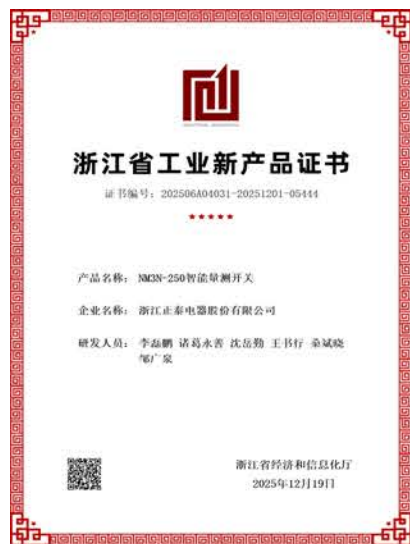 浙江省工业新产品证书
证书编号：202506A04031-20251201-05444
产品名称： NM3N-250智能量测开关
企业名称： 浙江正泰电器股份有限公司
研发人员： 李磊鹏 诸葛永善 沈岳勤 王书行 桑斌晓
邹广泉
浙江省经济和信息化厅
2025年12月19日